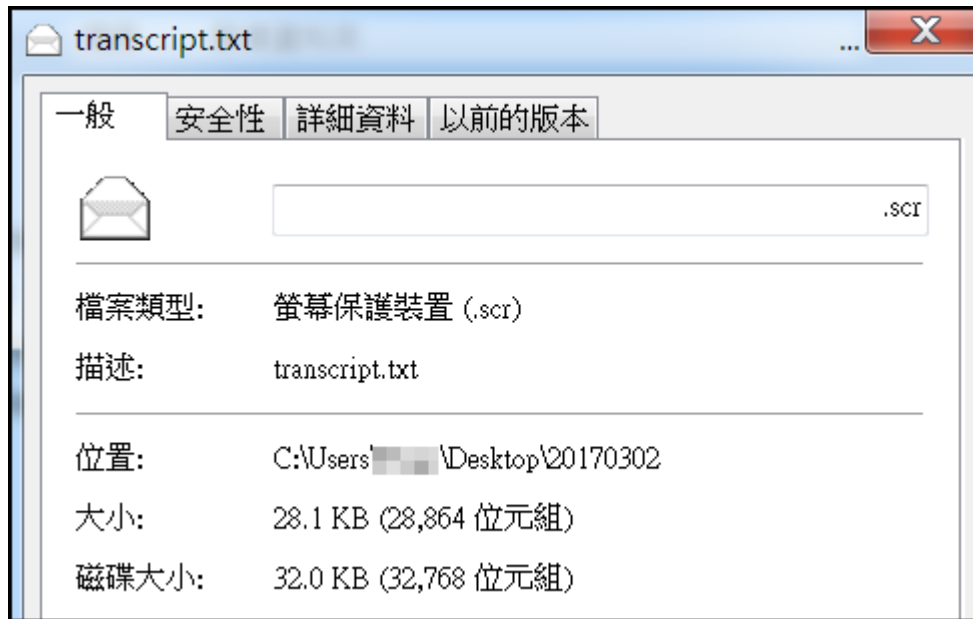 transcript.txt
...
一般 安全性 詳細資料 以前的版本
.scr
檔案類型: 螢幕保護裝置 (.scr)
描述: transcript.txt
位置: C:\Users\ \Desktop\20170302
大小: 28.1 KB (28,864 位元組)
磁碟大小: 32.0 KB (32,768 位元組)